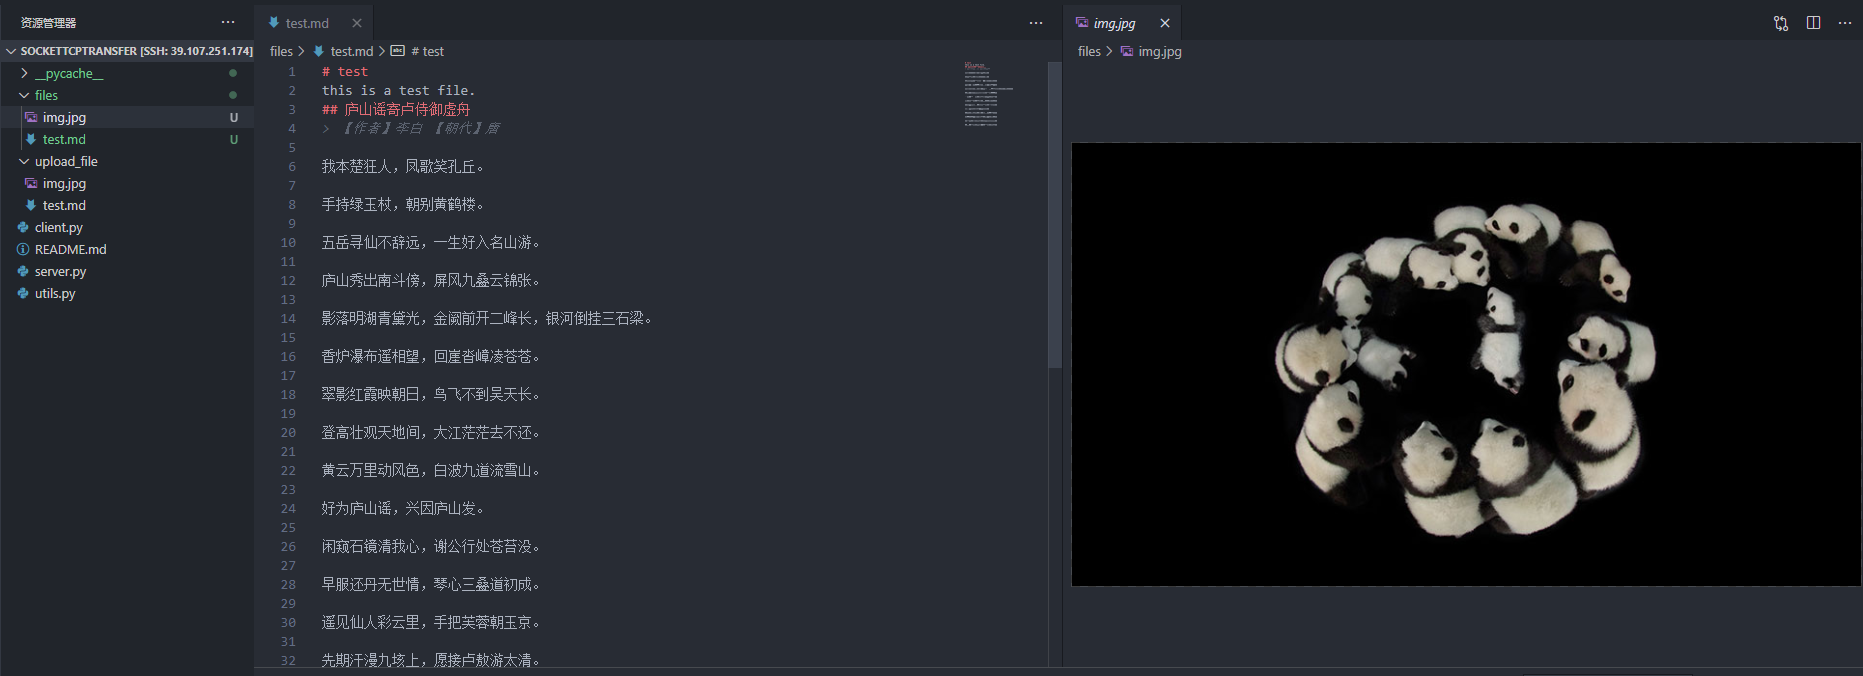 资源管理器
SOCKETTCPTRANSFER [SSH: 39.107.251.174]
__pycache__
files
img.jpg U
test.md U
upload_file
img.jpg
test.md
client.py
README.md
server.py
utils.py
test.md
files > test.md > # test
1 # test
2 this is a test file.
3 ## 庐山谣寄卢侍御虚舟
4 > 【作者】李白 【朝代】唐
5
6 我本楚狂人，凤歌笑孔丘。
7
8 手持绿玉杖，朝别黄鹤楼。
9
10 五岳寻仙不辞远，一生好入名山游。
11
12 庐山秀出南斗傍，屏风九叠云锦张。
13
14 影落明湖青黛光，金阙前开二峰长，银河倒挂三石梁。
15
16 香炉瀑布遥相望，回崖沓嶂凌苍苍。
17
18 翠影红霞映朝日，鸟飞不到吴天长。
19
20 登高壮观天地间，大江茫茫去不还。
21
22 黄云万里动风色，白波九道流雪山。
23
24 好为庐山谣，兴因庐山发。
25
26 闲窥石镜清我心，谢公行处苍苔没。
27
28 早服还丹无世情，琴心三叠道初成。
29
30 遥见仙人彩云里，手把芙蓉朝玉京。
31
32 先期汗漫九垓上，愿接卢敖游太清。
img.jpg
files > img.jpg